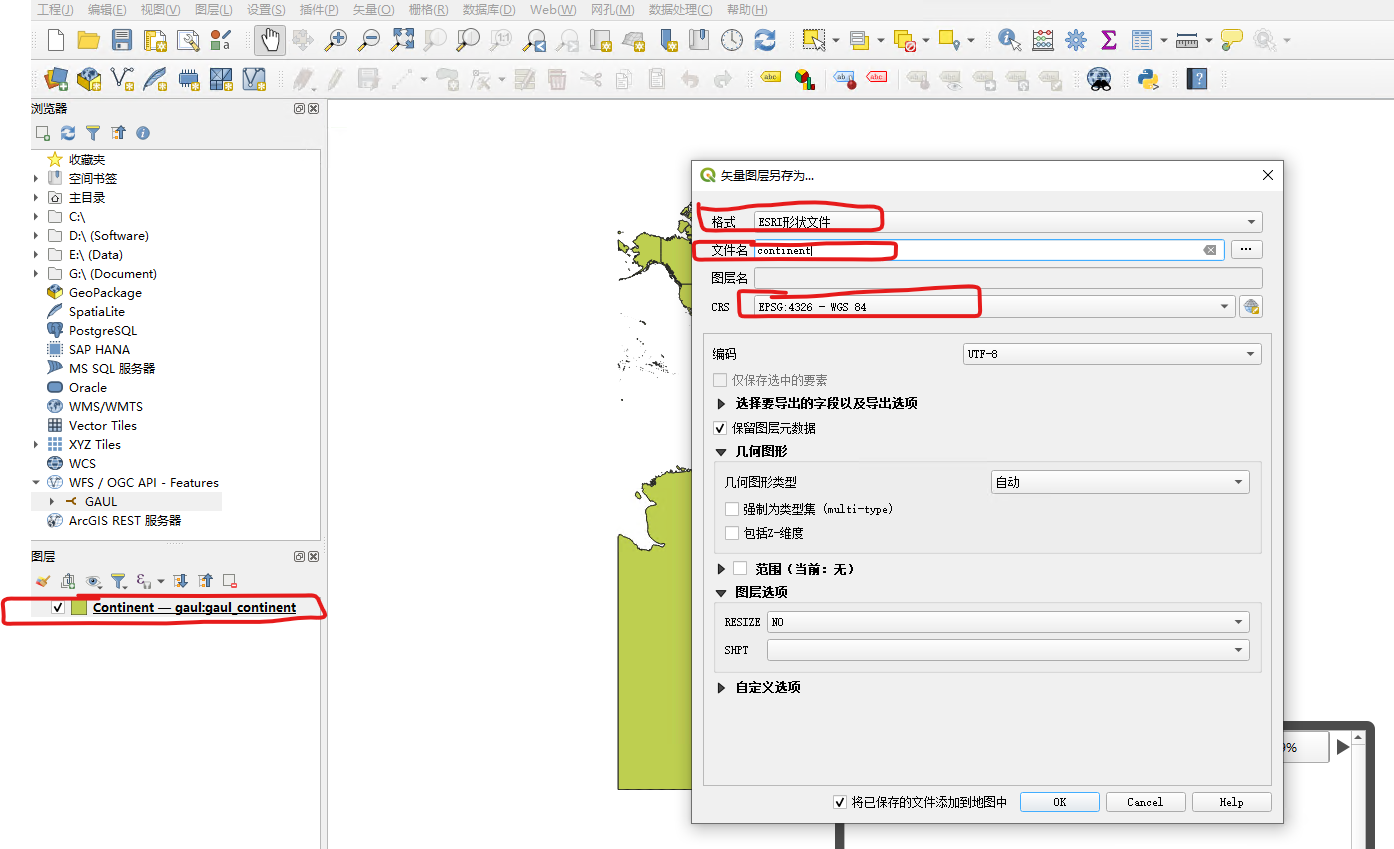 工程(J) 编辑(E) 视图(V) 图层(L) 设置(S) 插件(P) 矢量(O) 栅格(R) 数据库(D) Web(W) 网孔(M) 数据处理(C) 帮助(H)
浏览器
收藏夹
空间书签
主目录
C:\
D:\ (Software)
E:\ (Data)
G:\ (Document)
GeoPackage
SpatiaLite
PostgreSQL
SAP HANA
MS SQL 服务器
Oracle
WMS/WMTS
Vector Tiles
XYZ Tiles
WCS
WFS / OGC API - Features
GAUL
ArcGIS REST 服务器
图层
Continent — gaul:gaul_continent
矢量图层另存为...
格式 ESRI形状文件
文件名 continent
图层名
CRS EPSG:4326 - WGS 84
编码 UTF-8
仅保存选中的要素
选择要导出的字段以及导出选项
保留图层元数据
几何图形
几何图形类型 自动
强制为类型集 (multi-type)
包括Z-维度
范围（当前：无）
图层选项
RESIZE NO
SHPT
自定义选项
将已保存的文件添加到地图中 OK Cancel Help